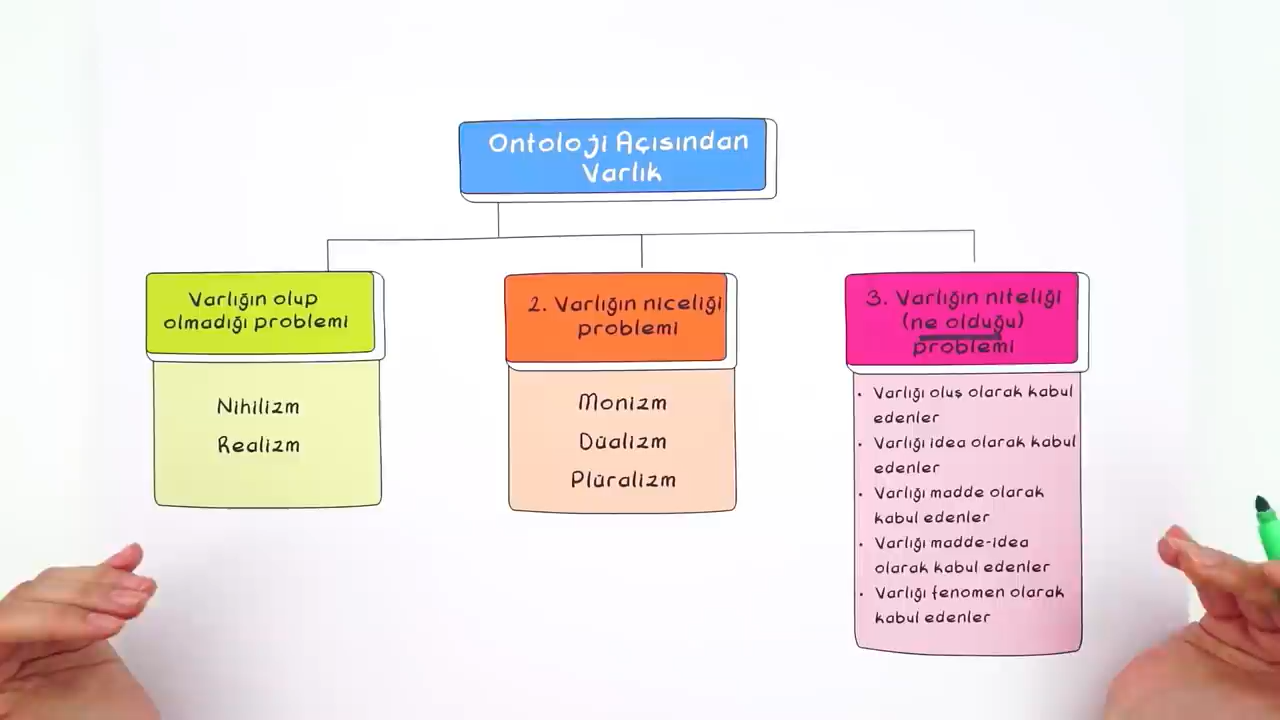 Ontoloji Açısından
Varlık
Varlığın olup
olmadığı problemi
Nihilizm
Realizm
2. Varlığın niceliği
problemi
Monizm
Düalizm
Plüralizm
3. Varlığın niteliği
(ne olduğu)
problemi
• Varlığı oluş olarak kabul
edenler
• Varlığı idea olarak kabul
edenler
• Varlığı madde olarak
kabul edenler
• Varlığı madde-idea
olarak kabul edenler
• Varlığı fenomen olarak
kabul edenler